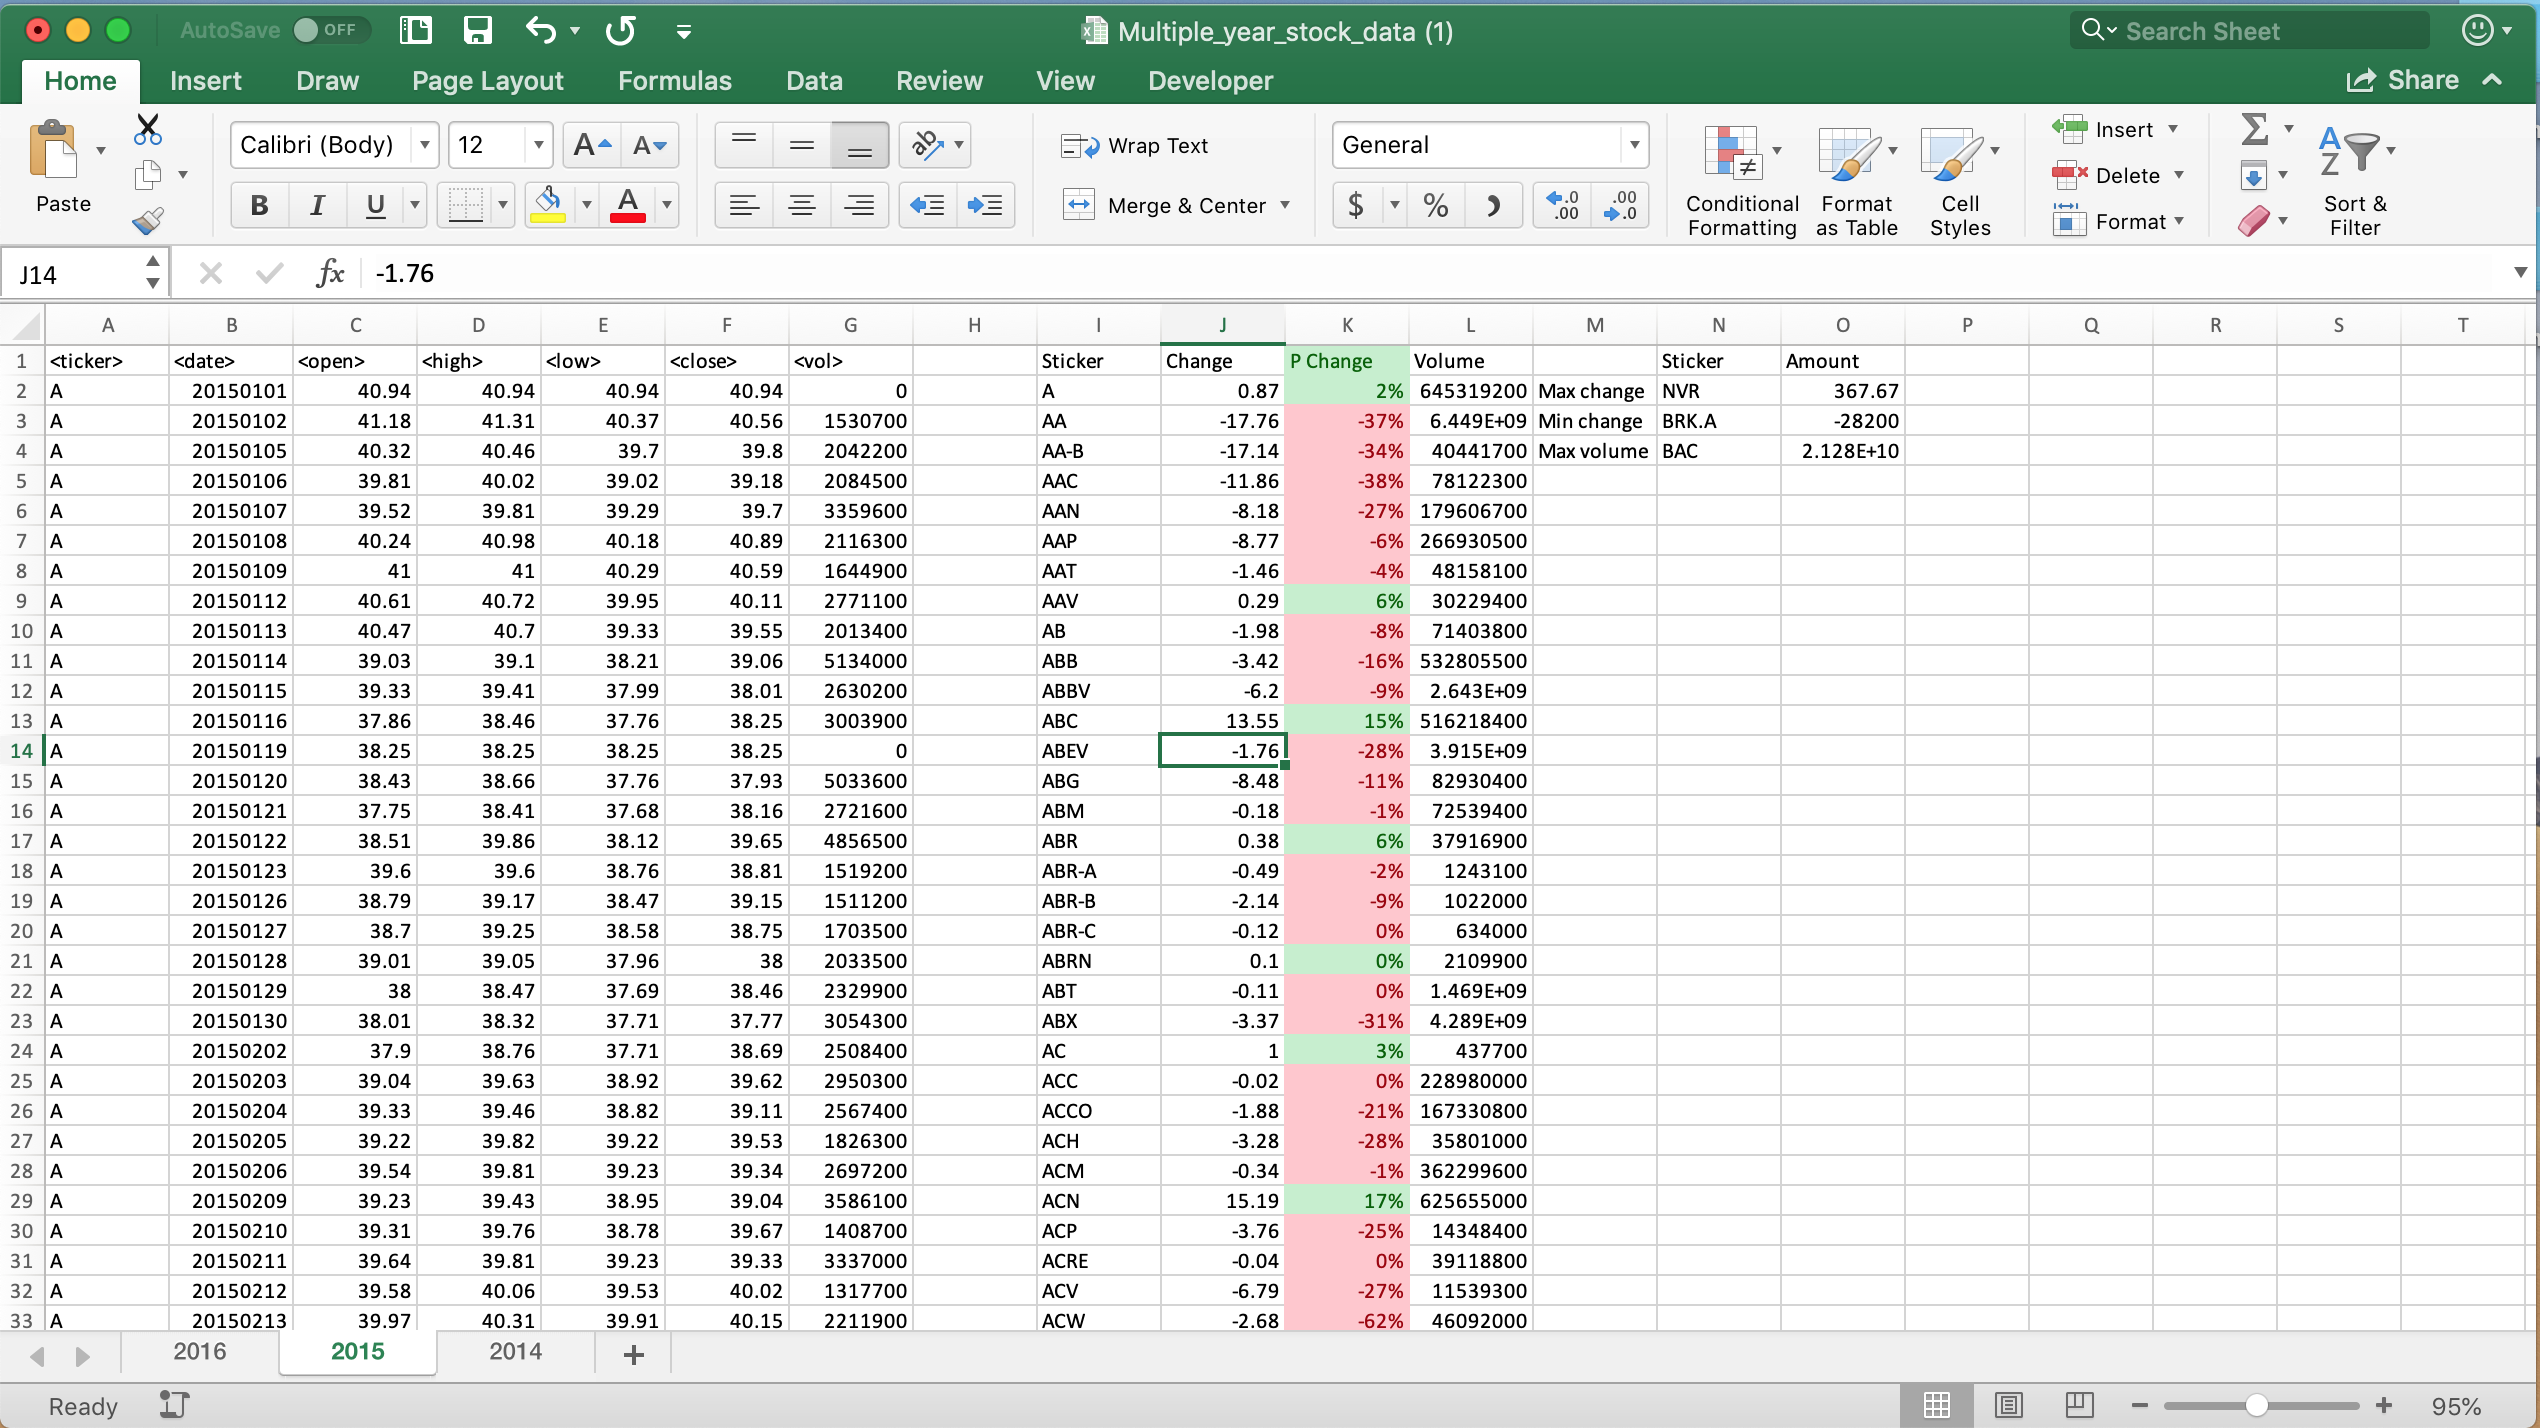 AutoSave OFF Multiple_year_stock_data (1) Search Sheet
Home Insert Draw Page Layout Formulas Data Review View Developer Share
Paste Calibri (Body) 12 A A ab Wrap Text General Conditional Formatting Format as Table Cell Styles Insert Delete Format Σ A Z Sort & Filter
B I U A Merge & Center $ % , .0 .00 .00 .0
J14 fx -1.76
A B C D E F G H I J K L M N O P Q R S T
1 <ticker> <date> <open> <high> <low> <close> <vol> Sticker Change P Change Volume Sticker Amount
2 A 20150101 40.94 40.94 40.94 40.94 0 A 0.87 2% 645319200 Max change NVR 367.67
3 A 20150102 41.18 41.31 40.37 40.56 1530700 AA -17.76 -37% 6.449E+09 Min change BRK.A -28200
4 A 20150105 40.32 40.46 39.7 39.8 2042200 AA-B -17.14 -34% 40441700 Max volume BAC 2.128E+10
5 A 20150106 39.81 40.02 39.02 39.18 2084500 AAC -11.86 -38% 78122300
6 A 20150107 39.52 39.81 39.29 39.7 3359600 AAN -8.18 -27% 179606700
7 A 20150108 40.24 40.98 40.18 40.89 2116300 AAP -8.77 -6% 266930500
8 A 20150109 41 41 40.29 40.59 1644900 AAT -1.46 -4% 48158100
9 A 20150112 40.61 40.72 39.95 40.11 2771100 AAV 0.29 6% 30229400
10 A 20150113 40.47 40.7 39.33 39.55 2013400 AB -1.98 -8% 71403800
11 A 20150114 39.03 39.1 38.21 39.06 5134000 ABB -3.42 -16% 532805500
12 A 20150115 39.33 39.41 37.99 38.01 2630200 ABBV -6.2 -9% 2.643E+09
13 A 20150116 37.86 38.46 37.76 38.25 3003900 ABC 13.55 15% 516218400
14 A 20150119 38.25 38.25 38.25 38.25 0 ABEV -1.76 -28% 3.915E+09
15 A 20150120 38.43 38.66 37.76 37.93 5033600 ABG -8.48 -11% 82930400
16 A 20150121 37.75 38.41 37.68 38.16 2721600 ABM -0.18 -1% 72539400
17 A 20150122 38.51 39.86 38.12 39.65 4856500 ABR 0.38 6% 37916900
18 A 20150123 39.6 39.6 38.76 38.81 1519200 ABR-A -0.49 -2% 1243100
19 A 20150126 38.79 39.17 38.47 39.15 1511200 ABR-B -2.14 -9% 1022000
20 A 20150127 38.7 39.25 38.58 38.75 1703500 ABR-C -0.12 0% 634000
21 A 20150128 39.01 39.05 37.96 38 2033500 ABRN 0.1 0% 2109900
22 A 20150129 38 38.47 37.69 38.46 2329900 ABT -0.11 0% 1.469E+09
23 A 20150130 38.01 38.32 37.71 37.77 3054300 ABX -3.37 -31% 4.289E+09
24 A 20150202 37.9 38.76 37.71 38.69 2508400 AC 1 3% 437700
25 A 20150203 39.04 39.63 38.92 39.62 2950300 ACC -0.02 0% 228980000
26 A 20150204 39.33 39.46 38.82 39.11 2567400 ACCO -1.88 -21% 167330800
27 A 20150205 39.22 39.82 39.22 39.53 1826300 ACH -3.28 -28% 35801000
28 A 20150206 39.54 39.81 39.23 39.34 2697200 ACM -0.34 -1% 362299600
29 A 20150209 39.23 39.43 38.95 39.04 3586100 ACN 15.19 17% 625655000
30 A 20150210 39.31 39.76 38.78 39.67 1408700 ACP -3.76 -25% 14348400
31 A 20150211 39.64 39.81 39.23 39.33 3337000 ACRE -0.04 0% 39118800
32 A 20150212 39.58 40.06 39.53 40.02 1317700 ACV -6.79 -27% 11539300
33 A 20150213 39.97 40.31 39.91 40.15 2211900 ACW -2.68 -62% 46092000
2016 2015 2014 +
Ready 95%